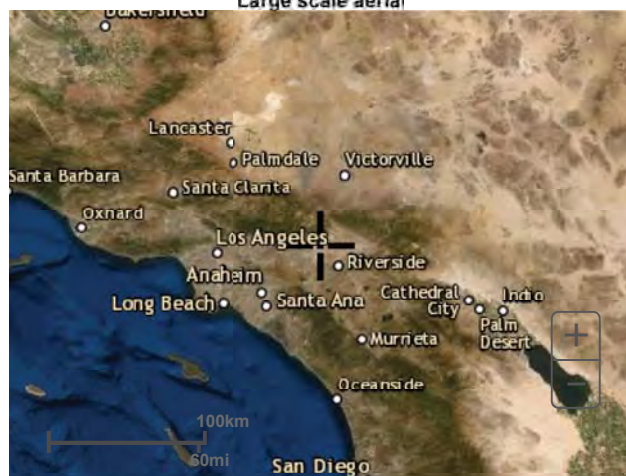 Large scale aerial
Bakersfield
Lancaster
Palmdale
Victorville
Santa Barbara
Santa Clarita
Oxnard
Los Angeles
Riverside
Anaheim
Cathedral
City
Indio
Long Beach
Santa Ana
Palm
Desert
+
Murrieta
−
Oceanside
100km
60mi
San Diego